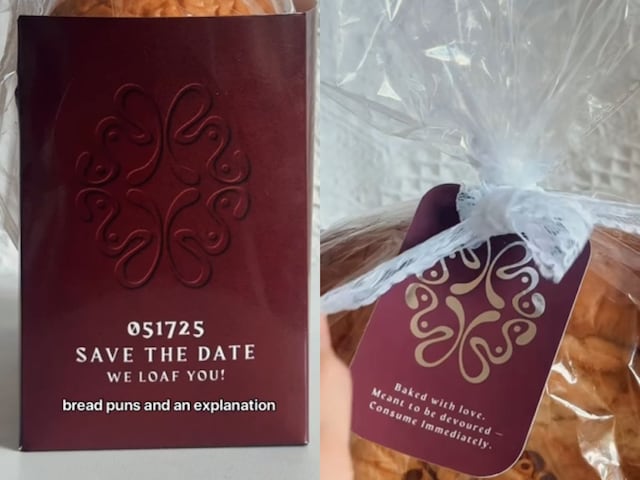 051725
SAVE THE DATE
WE LOAF YOU!
bread puns and an explanation
Baked with love.
Meant to be devoured —
Consume Immediately.